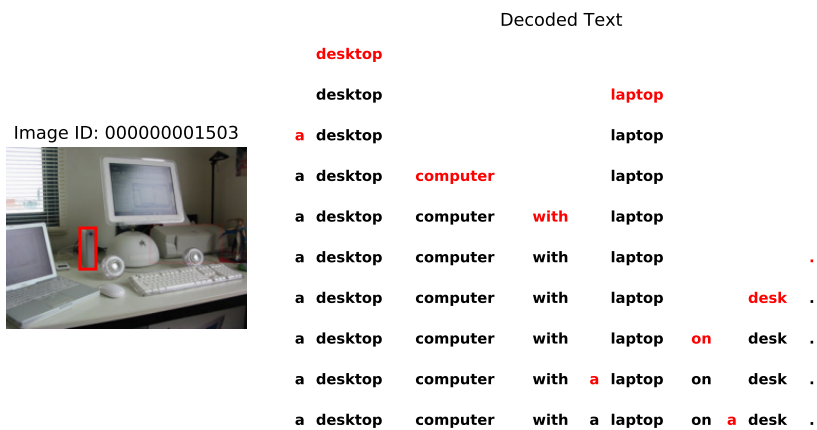 Decoded Text
desktop
desktop laptop
Image ID: 000000001503
a desktop laptop
a desktop computer laptop
a desktop computer with laptop
a desktop computer with laptop .
a desktop computer with laptop desk .
a desktop computer with laptop on desk .
a desktop computer with a laptop on desk .
a desktop computer with a laptop on a desk .